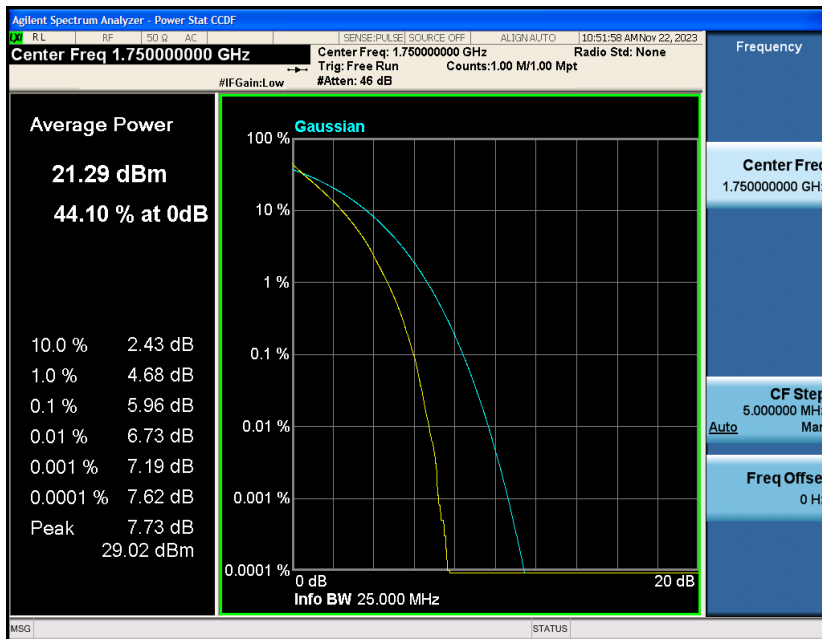 Agilent Spectrum Analyzer - Power Stat CCDF
LXI RL RF 50 Ω AC SENSE:PULSE SOURCE OFF ALIGN AUTO 10:51:58 AM Nov 22, 2023
Center Freq 1.750000000 GHz
Center Freq: 1.750000000 GHz Radio Std: None
Trig: Free Run Counts:1.00 M/1.00 Mpt
#IFGain:Low #Atten: 46 dB
Frequency
Average Power
21.29 dBm
44.10 % at 0dB
10.0 % 2.43 dB
1.0 % 4.68 dB
0.1 % 5.96 dB
0.01 % 6.73 dB
0.001 % 7.19 dB
0.0001 % 7.62 dB
Peak 7.73 dB
29.02 dBm
Gaussian
100 %
10 %
1 %
0.1 %
0.01 %
0.001 %
0.0001 %
0 dB 20 dB
Info BW 25.000 MHz
Center Freq
1.750000000 GHz
CF Step
5.000000 MHz
Auto Man
Freq Offse
0 Hz
MSG STATUS